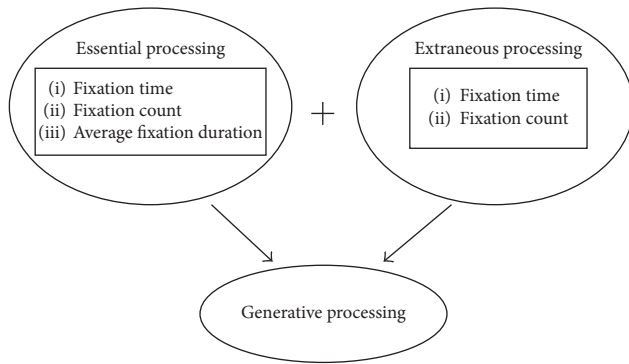 Essential processing
(i) Fixation time
(ii) Fixation count
(iii) Average fixation duration
+
Extraneous processing
(i) Fixation time
(ii) Fixation count
Generative processing